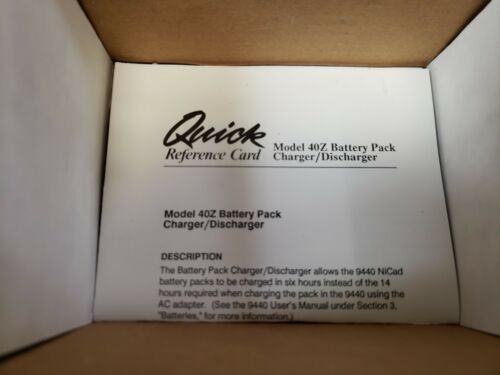 Quick
Reference Card
Model 40Z Battery Pack
Charger/Discharger
Model 40Z Battery Pack
Charger/Discharger
DESCRIPTION
The Battery Pack Charger/Discharger allows the 9440 NiCad
battery packs to be charged in six hours instead of the 14
hours required when charging the pack in the 9440 using the
AC adapter. (See the 9440 User's Manual under Section 3,
"Batteries," for more information.)